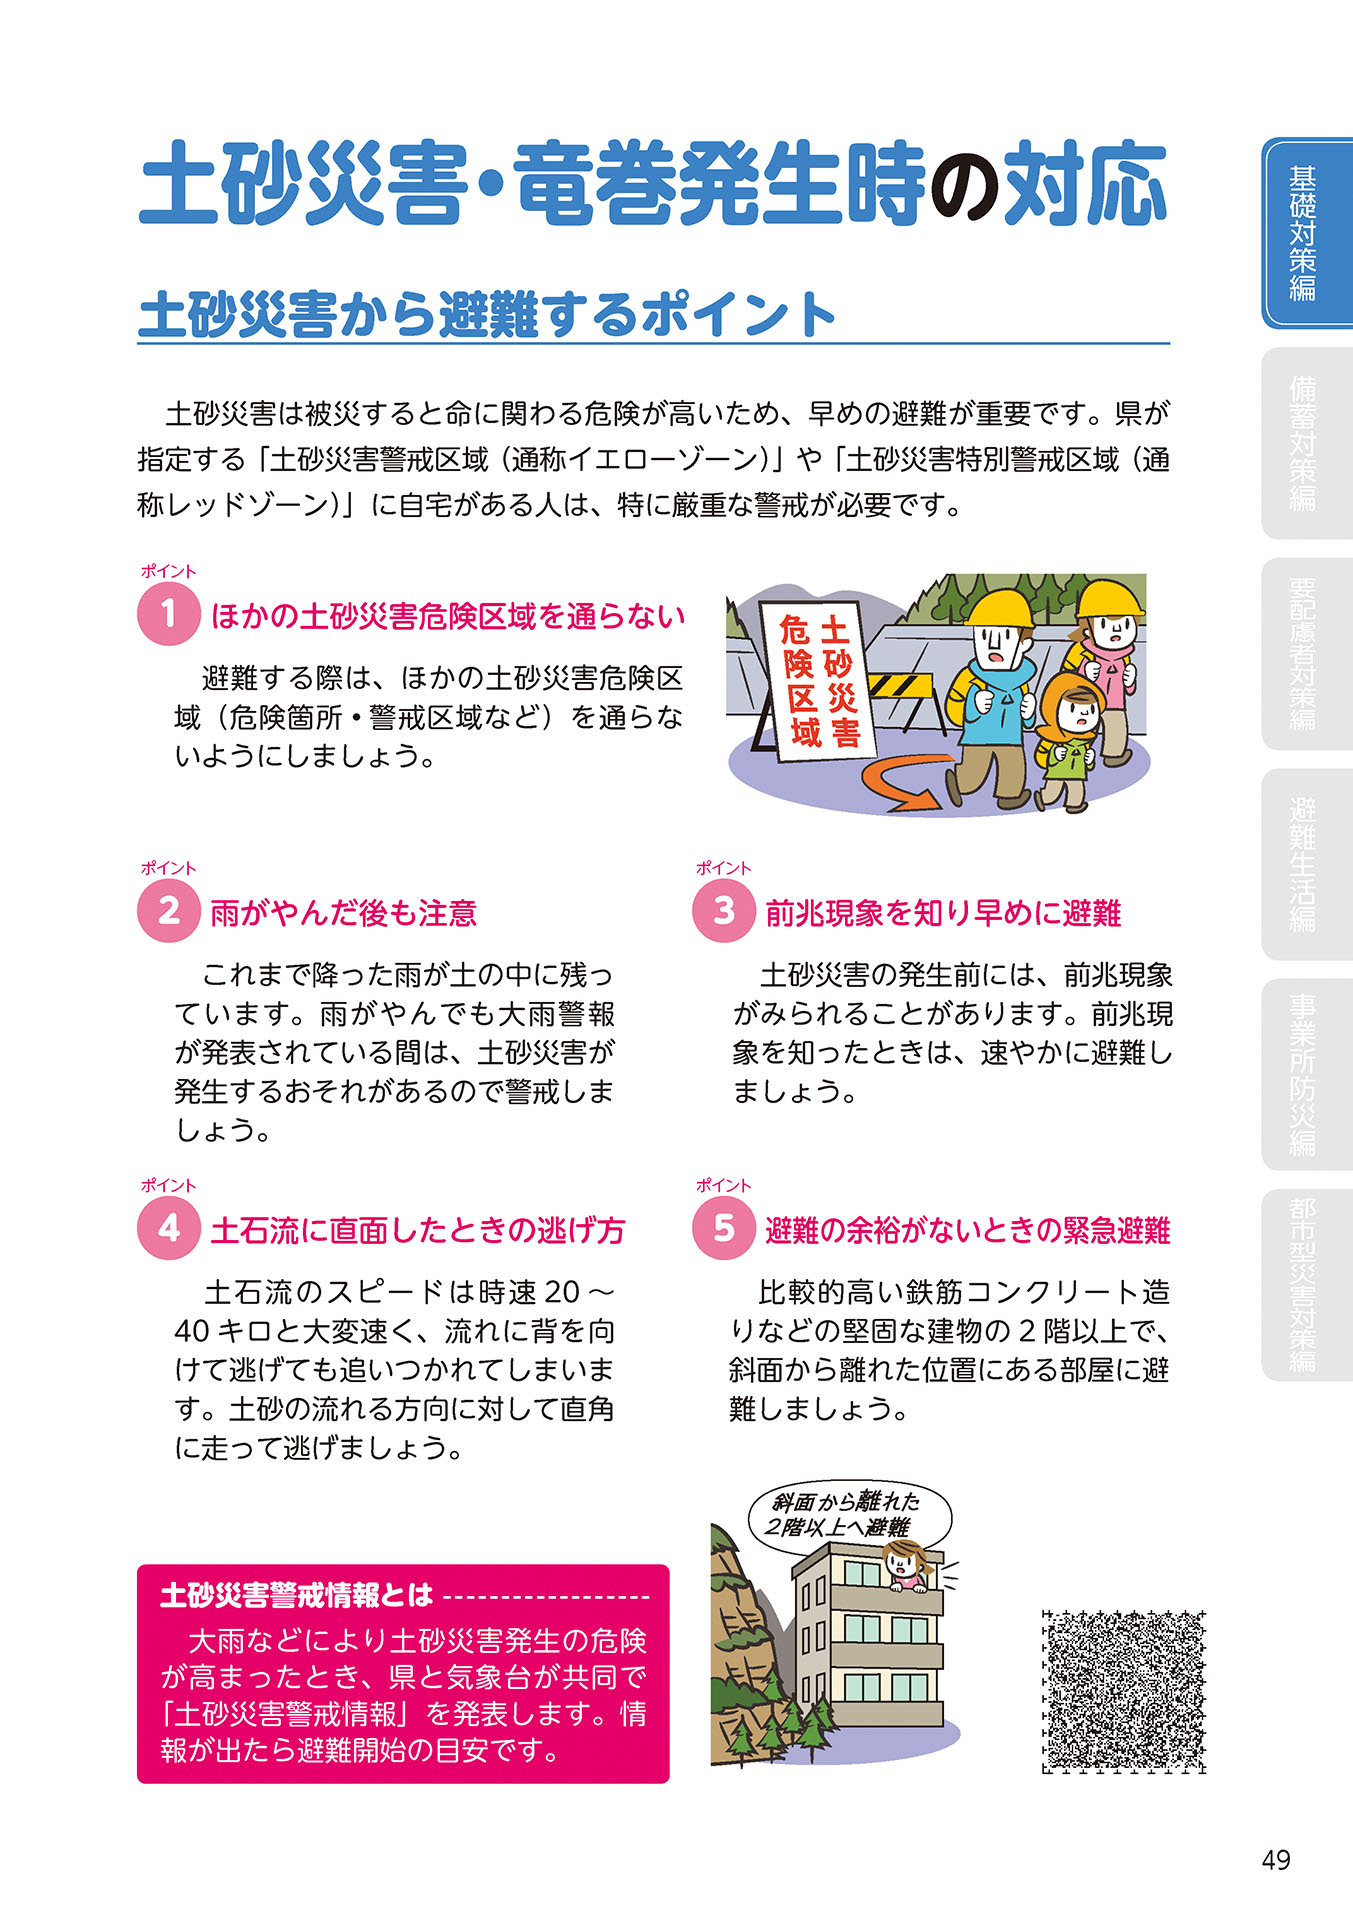 土砂災害・竜巻発生時の対応
土砂災害から避難するポイント
　土砂災害は被災すると命に関わる危険が高いため、早めの避難が重要です。県が
指定する「土砂災害警戒区域（通称イエローゾーン）」や「土砂災害特別警戒区域（通
称レッドゾーン）」に自宅がある人は、特に厳重な警戒が必要です。
ポイント
1 ほかの土砂災害危険区域を通らない
　避難する際は、ほかの土砂災害危険区
域（危険箇所・警戒区域など）を通らな
いようにしましょう。
土砂災害
危険区域
ポイント
2 雨がやんだ後も注意
　これまで降った雨が土の中に残っ
ています。雨がやんでも大雨警報
が発表されている間は、土砂災害が
発生するおそれがあるので警戒しま
しょう。
ポイント
3 前兆現象を知り早めに避難
　土砂災害の発生前には、前兆現象
がみられることがあります。前兆現
象を知ったときは、速やかに避難し
ましょう。
ポイント
4 土石流に直面したときの逃げ方
　土石流のスピードは時速 20 ～
40 キロと大変速く、流れに背を向
けて逃げても追いつかれてしまいま
す。土砂の流れる方向に対して直角
に走って逃げましょう。
ポイント
5 避難の余裕がないときの緊急避難
　比較的高い鉄筋コンクリート造
りなどの堅固な建物の 2 階以上で、
斜面から離れた位置にある部屋に避
難しましょう。
斜面から離れた
2階以上へ避難
土砂災害警戒情報とは
　大雨などにより土砂災害発生の危険
が高まったとき、県と気象台が共同で
「土砂災害警戒情報」を発表します。情
報が出たら避難開始の目安です。
基礎対策編
備蓄対策編
要配慮者対策編
避難生活編
事業所防災編
都市型災害対策編
49